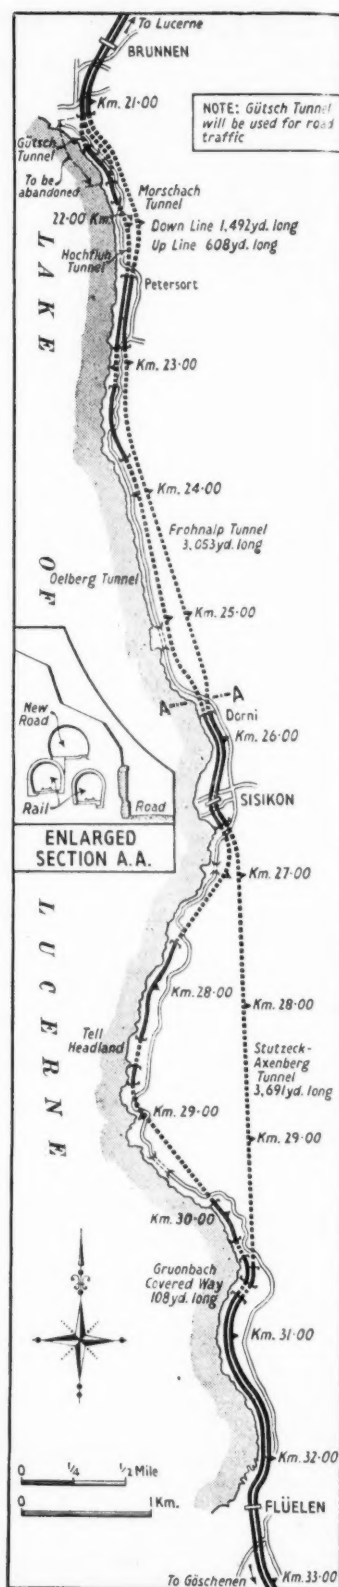 To Lucerne
BRUNNEN
Km. 21·00
NOTE: Gütsch Tunnel
will be used for road
traffic
Gütsch
Tunnel
To be
abandoned
Morschach
Tunnel
22·00 Km.
Down Line 1,492yd. long
Up Line 608yd. long
Hochfluh
Tunnel
Petersort
LAKE
Km. 23·00
Km. 24·00
Frohnalp Tunnel
3,053yd. long
OF
Oelberg Tunnel
Km. 25·00
A
A
Dorni
Km. 26·00
New
Road
Rail
Road
ENLARGED
SECTION A.A.
SISIKON
Km. 27·00
LUCERNE
Km. 28·00
Km. 28·00
Tell
Headland
Stutzeck-
Axenberg
Tunnel
3,691yd. long
Km. 29·00
Km. 29·00
Km. 30·00
Gruonbach
Covered Way
108yd. long
Km. 31·00
0 1/4 1/2 Mile
0 1 Km.
Km. 32·00
FLÜELEN
To Göschenen
Km. 33·00